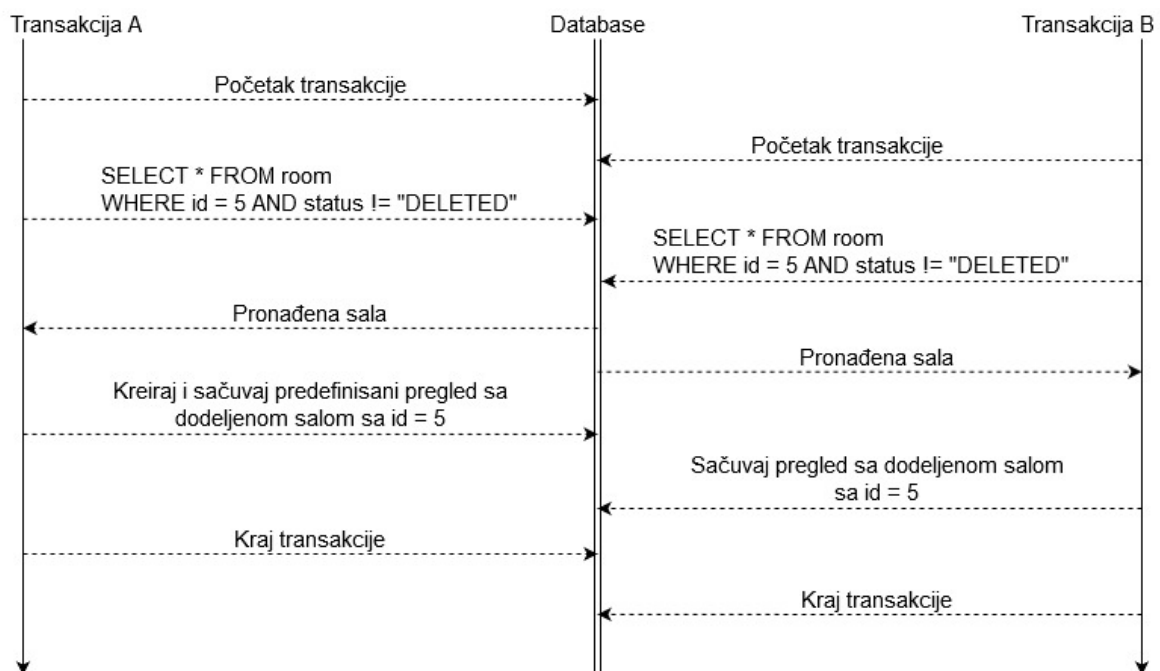 Transakcija A
Database
Transakcija B
Početak transakcije
Početak transakcije
SELECT * FROM room
WHERE id = 5 AND status != "DELETED"
SELECT * FROM room
WHERE id = 5 AND status != "DELETED"
Pronađena sala
Pronađena sala
Kreiraj i sačuvaj predefinisani pregled sa
dodeljenom salom sa id = 5
Sačuvaj pregled sa dodeljenom salom
sa id = 5
Kraj transakcije
Kraj transakcije